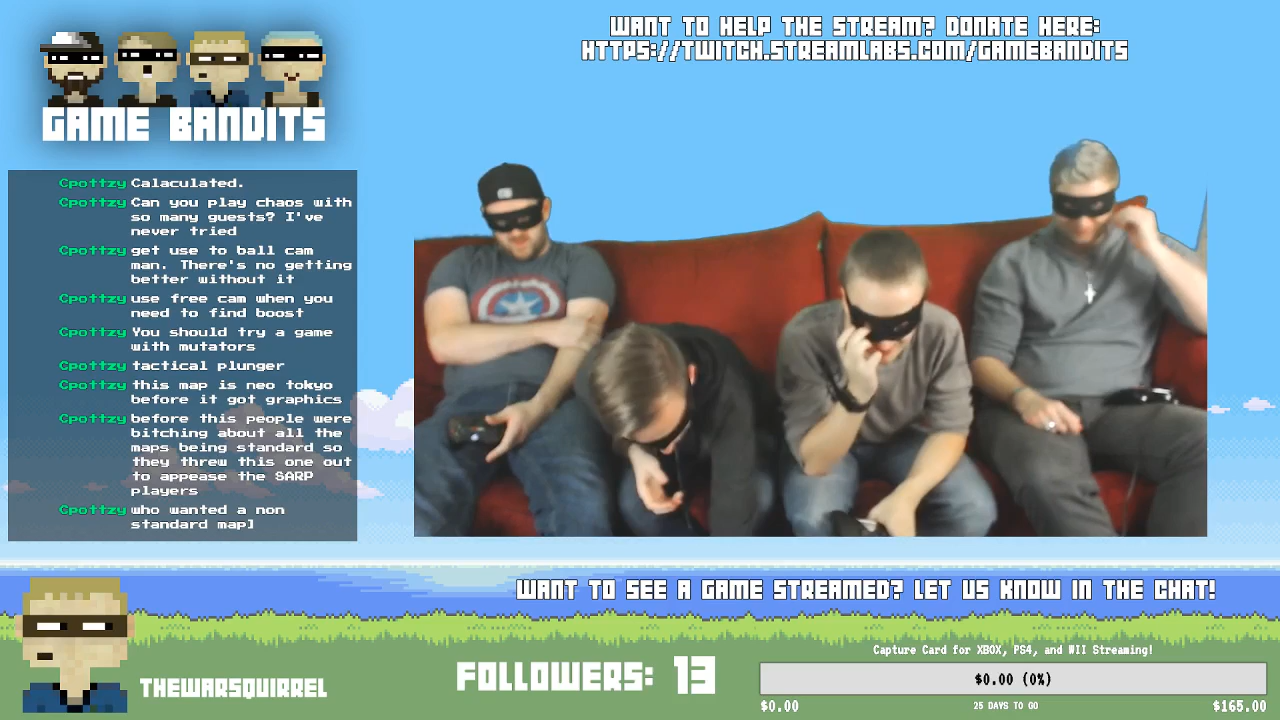 WANT TO HELP THE STREAM? DONATE HERE:
HTTPS://TWITCH.STREAMLABS.COM/GAMEBANDITS
GAME BANDITS
Cpottzy Calaculated.
Cpottzy Can you play chaos with
so many guests? I've
never tried
Cpottzy get use to ball cam
man. There's no getting
better without it
Cpottzy use free cam when you
need to find boost
Cpottzy You should try a game
with mutators
Cpottzy tactical plunger
Cpottzy this map is neo tokyo
before it got graphics
Cpottzy before this people were
bitching about all the
maps being standard so
they threw this one out
to appease the SARP
players
Cpottzy who wanted a non
standard map]
WANT TO SEE A GAME STREAMED? LET US KNOW IN THE CHAT!
THEWARSQUIRREL
FOLLOWERS: 13
Capture Card for XBOX, PS4, and WII Streaming!
$0.00 (0%)
$0.00 25 DAYS TO GO $165.00